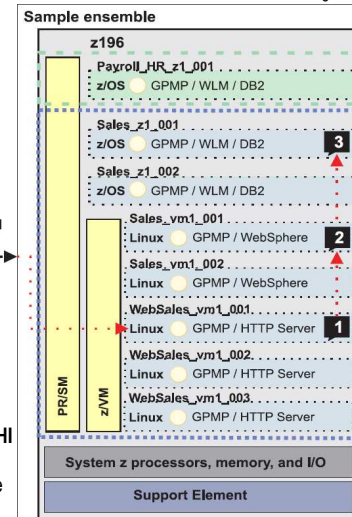 Sample ensemble
z196
Payroll_HR_z1_001
z/OS GPMP / WLM / DB2
Sales_z1_001
z/OS GPMP / WLM / DB2 3
Sales_z1_002
z/OS GPMP / WLM / DB2
Sales_vm1_001
Linux GPMP / WebSphere 2
Sales_vm1_002
Linux GPMP / WebSphere
WebSales_vm1_001
Linux GPMP / HTTP Server 1
WebSales_vm1_002
Linux GPMP / HTTP Server
WebSales_vm1_003
Linux GPMP / HTTP Server
PR/SM
z/VM
HI
System z processors, memory, and I/O
e
Support Element